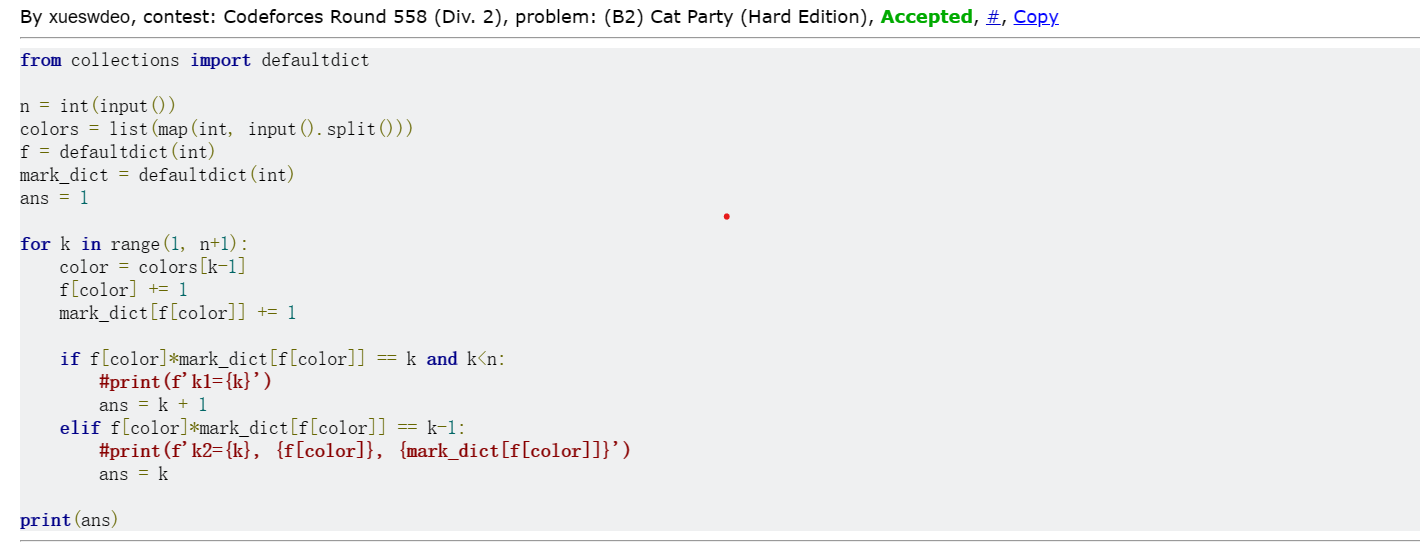 By xueswdeo, contest: Codeforces Round 558 (Div. 2), problem: (B2) Cat Party (Hard Edition), Accepted, #, Copy
from collections import defaultdict

n = int(input())
colors = list(map(int, input().split()))
f = defaultdict(int)
mark_dict = defaultdict(int)
ans = 1

for k in range(1, n+1):
    color = colors[k-1]
    f[color] += 1
    mark_dict[f[color]] += 1

    if f[color]*mark_dict[f[color]] == k and k<n:
        #print(f'k1={k}')
        ans = k + 1
    elif f[color]*mark_dict[f[color]] == k-1:
        #print(f'k2={k}, {f[color]}, {mark_dict[f[color]]}')
        ans = k

print(ans)